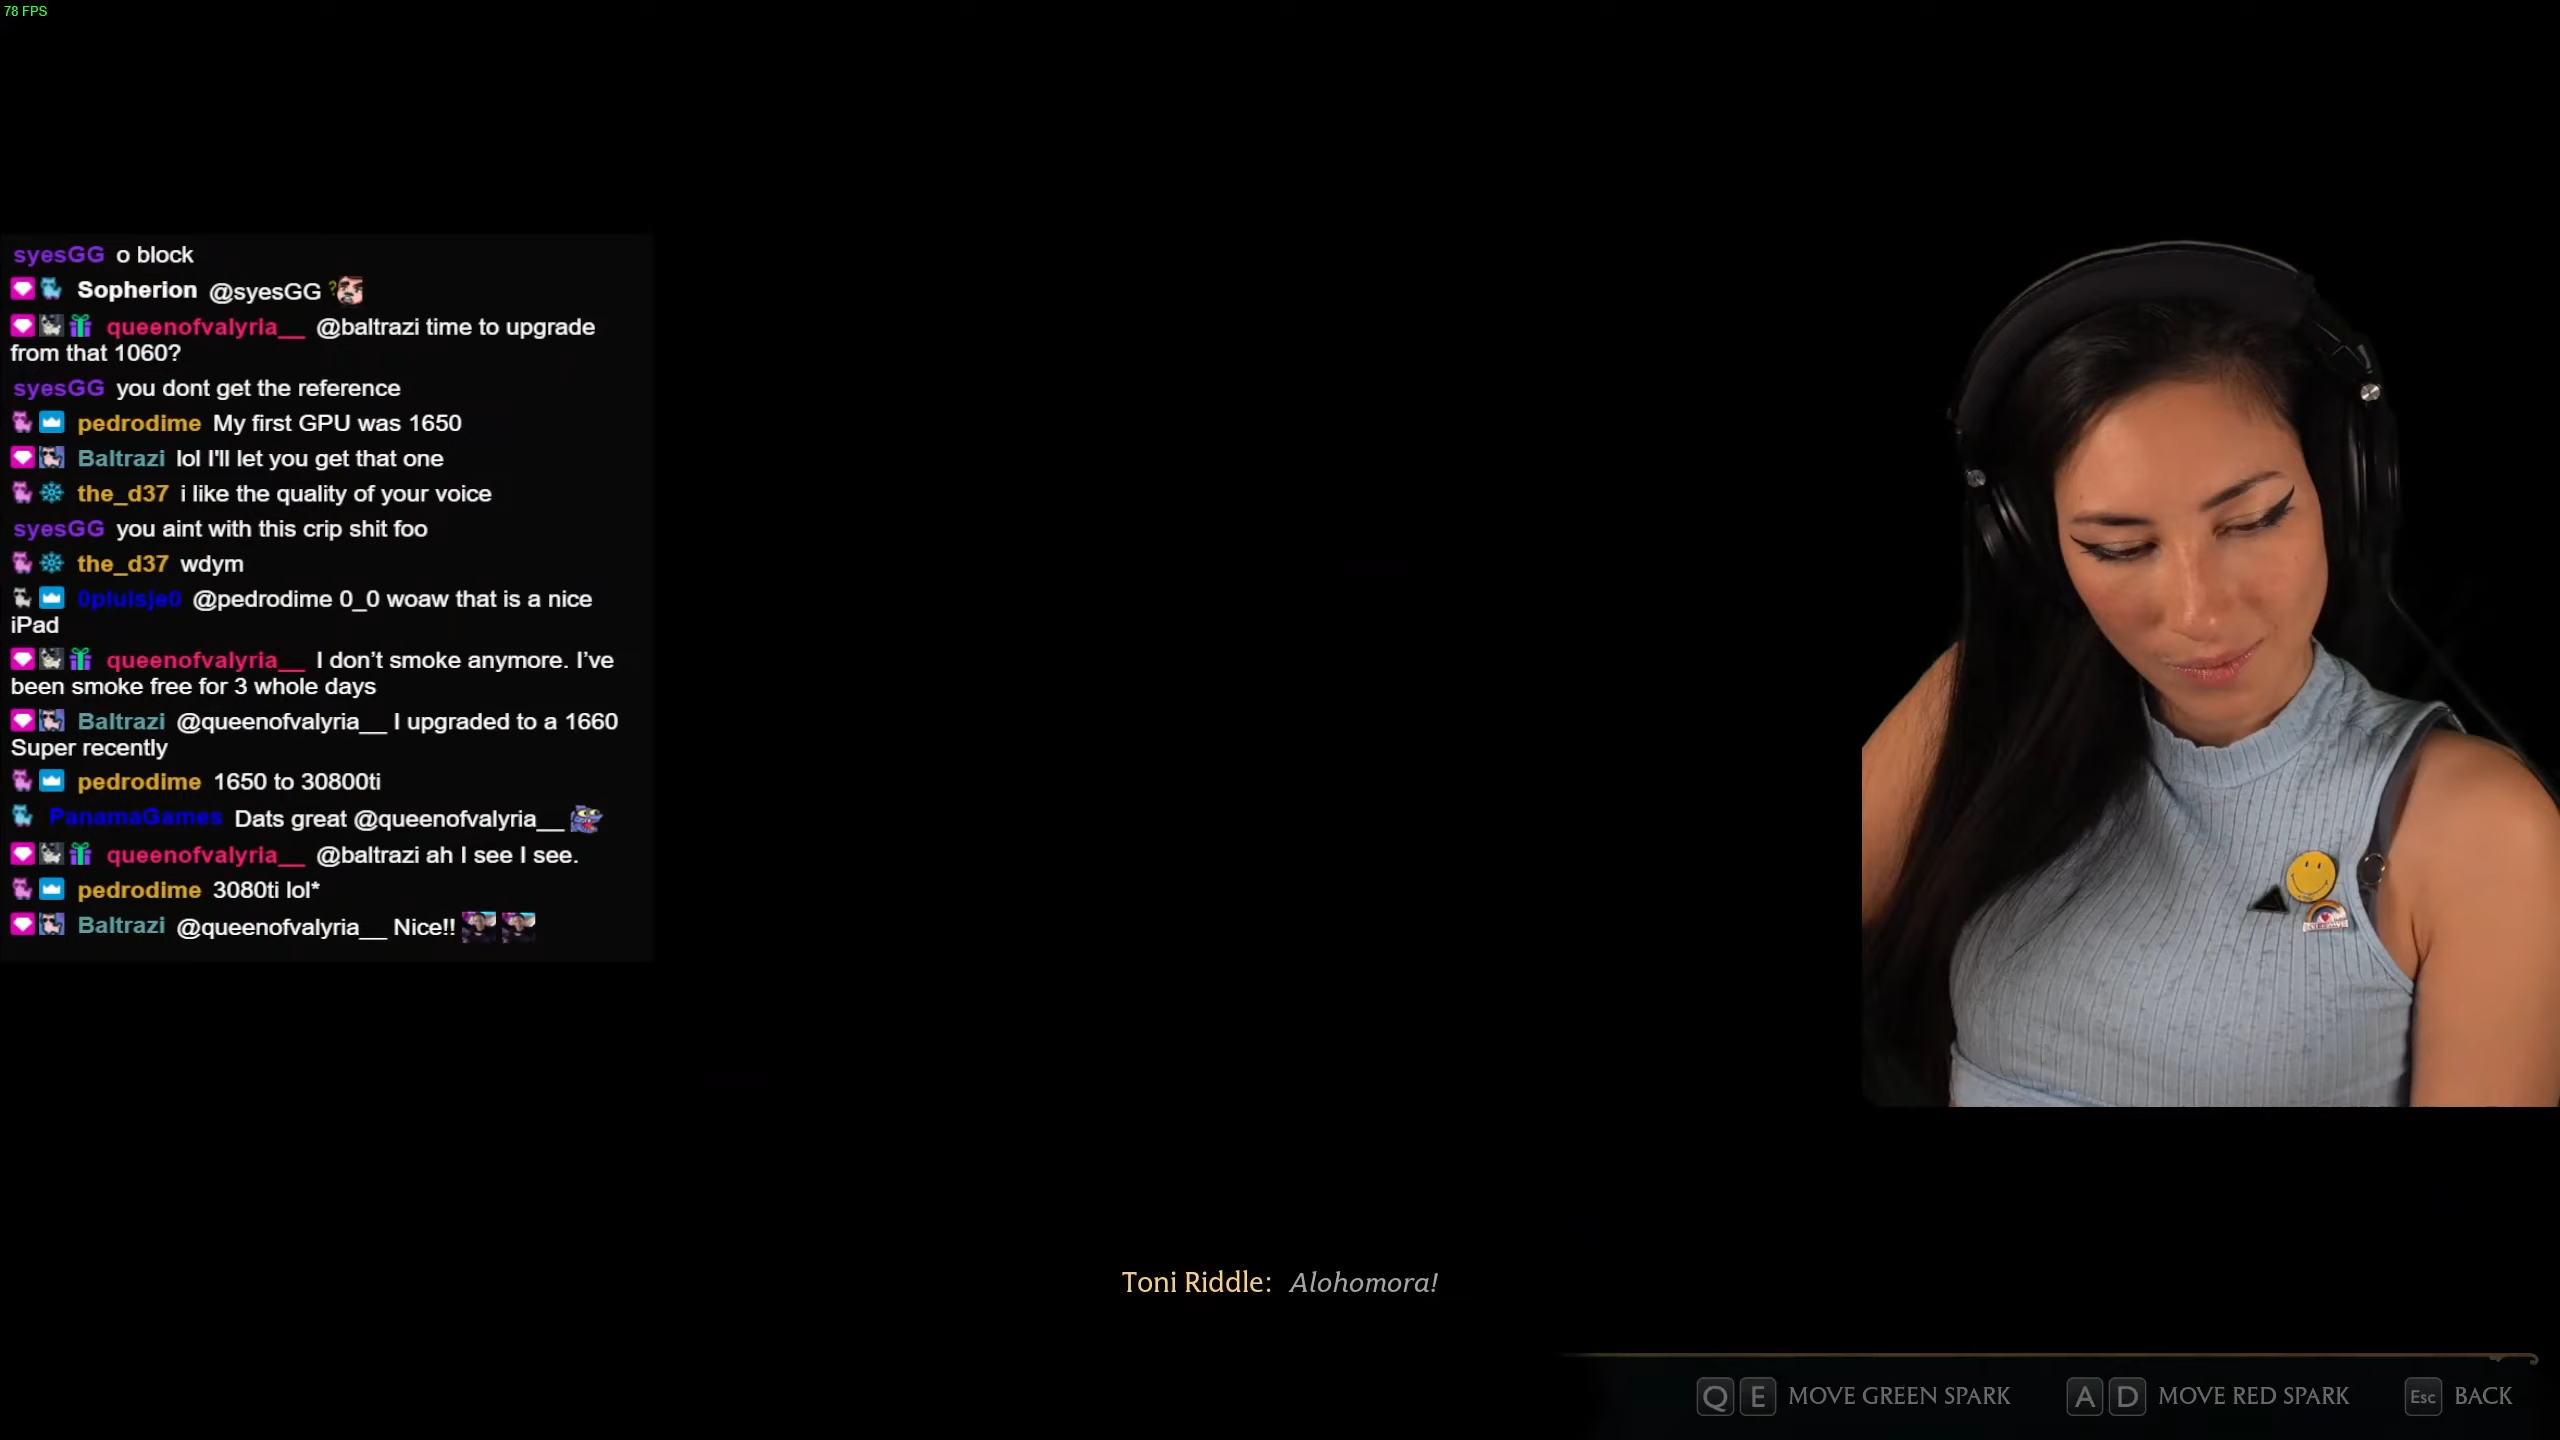 78 FPS
syesGG o block
Sopherion @syesGG
queenofvalyria__ @baltrazi time to upgrade
from that 1060?
syesGG you dont get the reference
pedrodime My first GPU was 1650
Baltrazi lol I'll let you get that one
the_d37 i like the quality of your voice
syesGG you aint with this crip shit foo
the_d37 wdym
0pluisje0 @pedrodime 0_0 woaw that is a nice
iPad
queenofvalyria__ I don’t smoke anymore. I’ve
been smoke free for 3 whole days
Baltrazi @queenofvalyria__ I upgraded to a 1660
Super recently
pedrodime 1650 to 30800ti
PanamaGames Dats great @queenofvalyria__
queenofvalyria__ @baltrazi ah I see I see.
pedrodime 3080ti lol*
Baltrazi @queenofvalyria__ Nice!!
Toni Riddle: Alohomora!
Q E MOVE GREEN SPARK A D MOVE RED SPARK Esc BACK